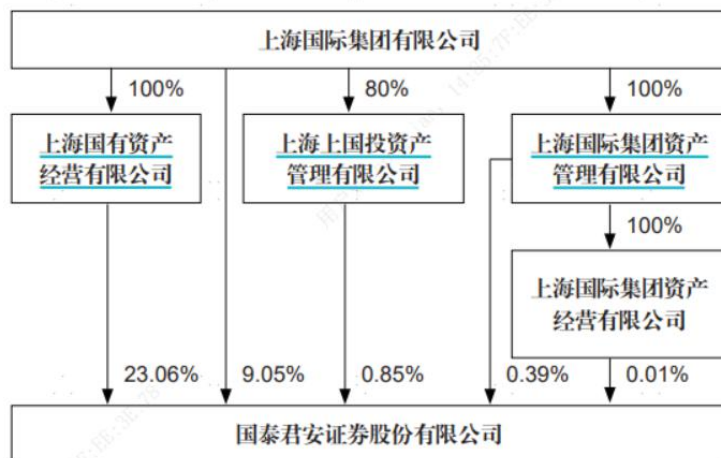 上海国际集团有限公司
100%
80%
100%
上海国有资产
经营有限公司
上海上国投资产
管理有限公司
上海国际集团资产
管理有限公司
100%
上海国际集团资产
经营有限公司
23.06%
9.05%
0.85%
0.39%
0.01%
国泰君安证券股份有限公司